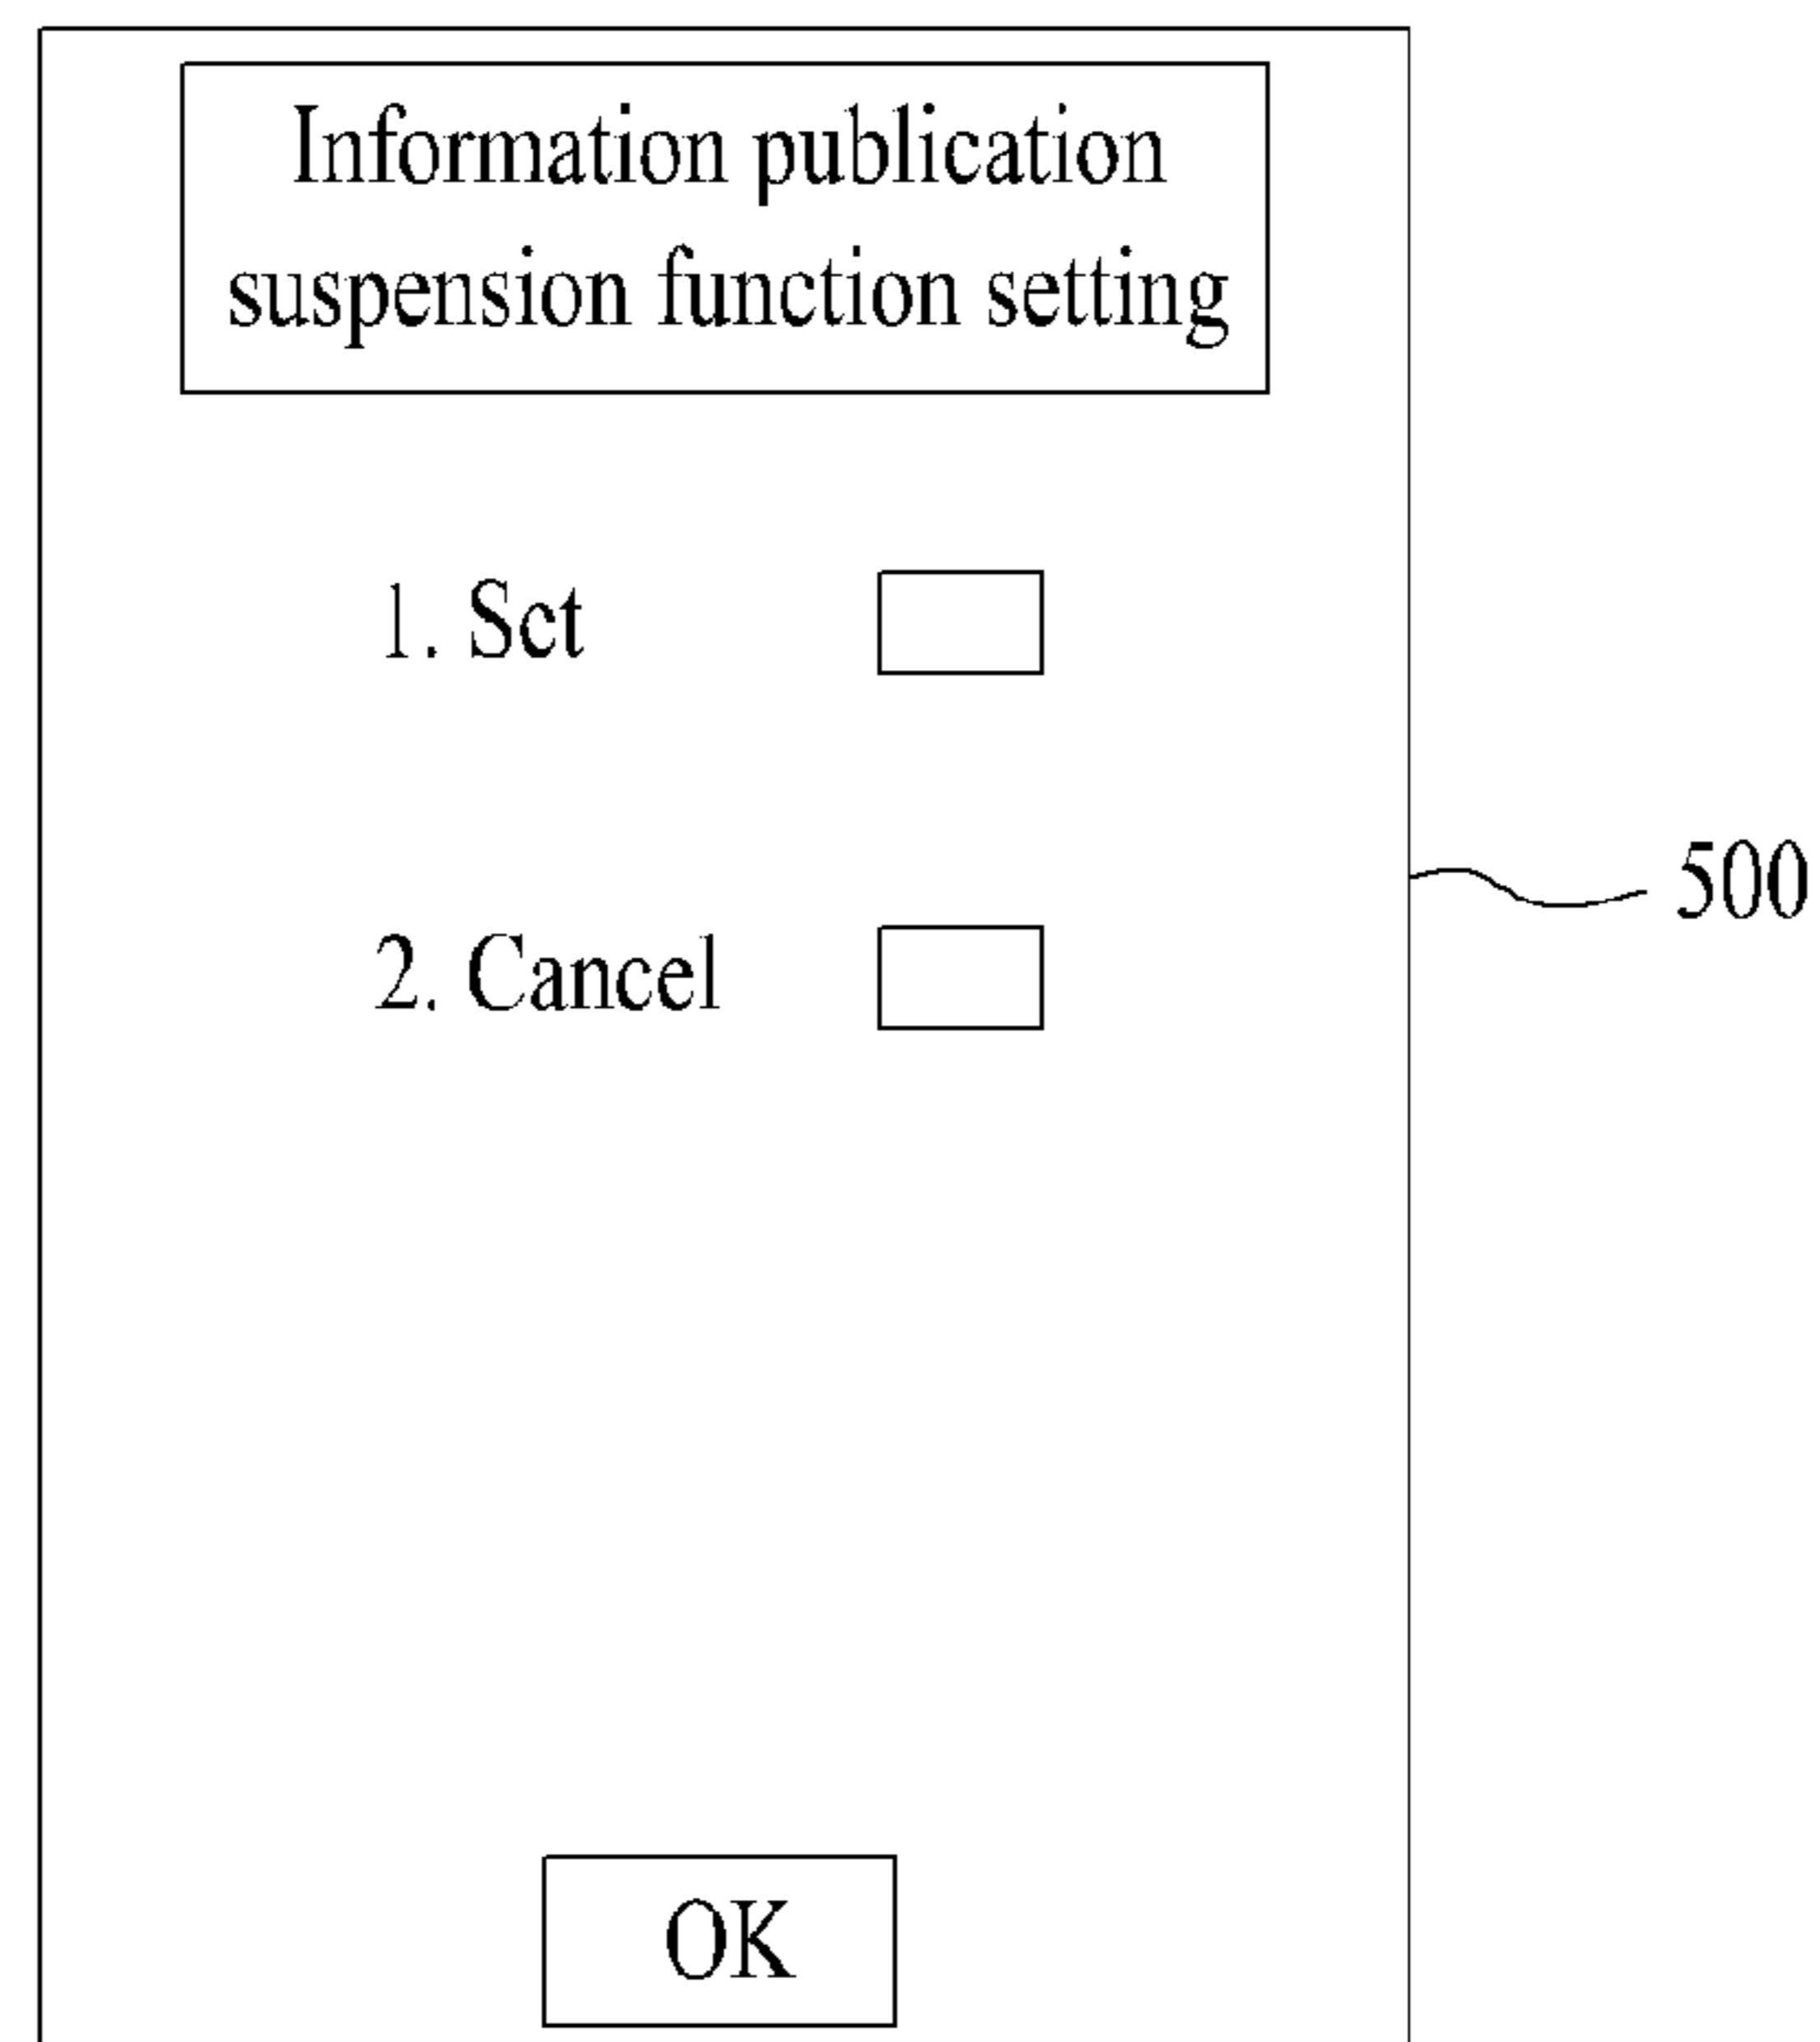 Information publication
suspension function setting
1. Set
500
2. Cancel
OK